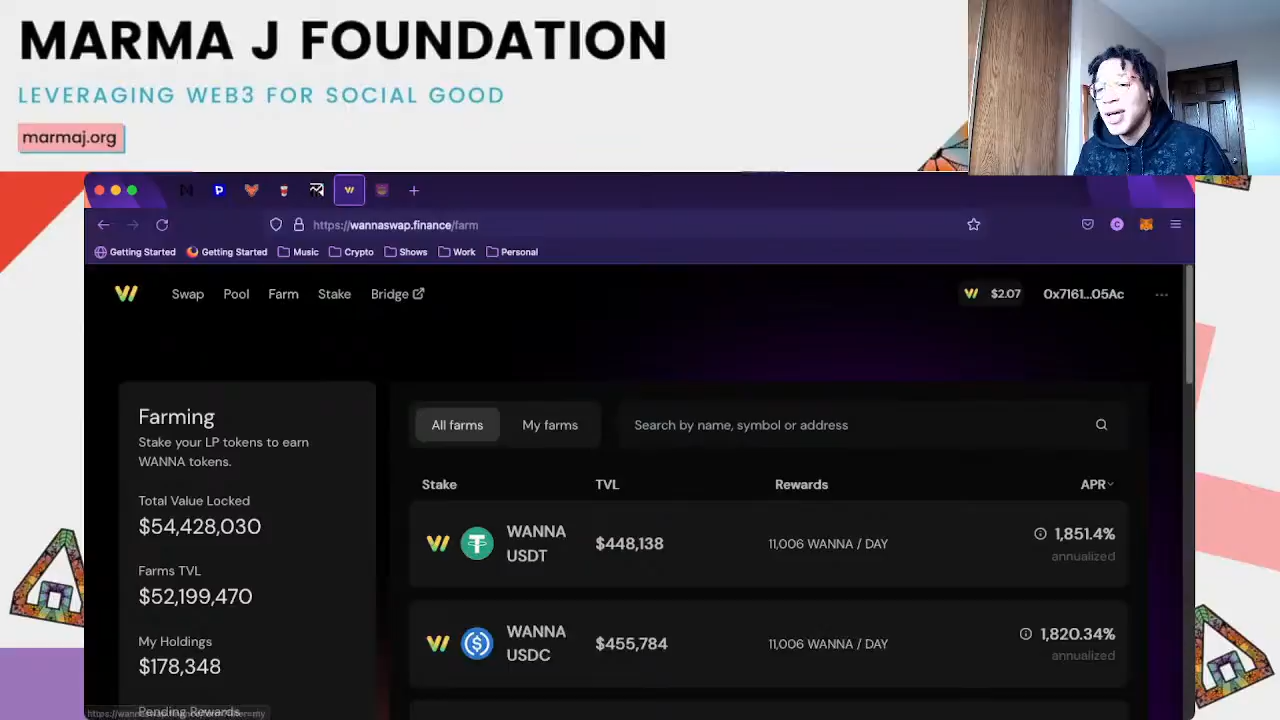 MARMA J FOUNDATION
LEVERAGING WEB3 FOR SOCIAL GOOD
marmaj.org
https://wannaswap.finance/farm
Getting Started
Getting Started
Music
Crypto
Shows
Work
Personal
Swap
Pool
Farm
Stake
Bridge
$2.07
0x7161...05Ac
...
Farming
Stake your LP tokens to earn
WANNA tokens.
Total Value Locked
$54,428,030
Farms TVL
$52,199,470
My Holdings
$178,348
Pending Rewards
All farms
My farms
Search by name, symbol or address
Stake
TVL
Rewards
APR
WANNA
USDT
$448,138
11,006 WANNA / DAY
1,851.4%
annualized
WANNA
USDC
$455,784
11,006 WANNA / DAY
1,820.34%
annualized